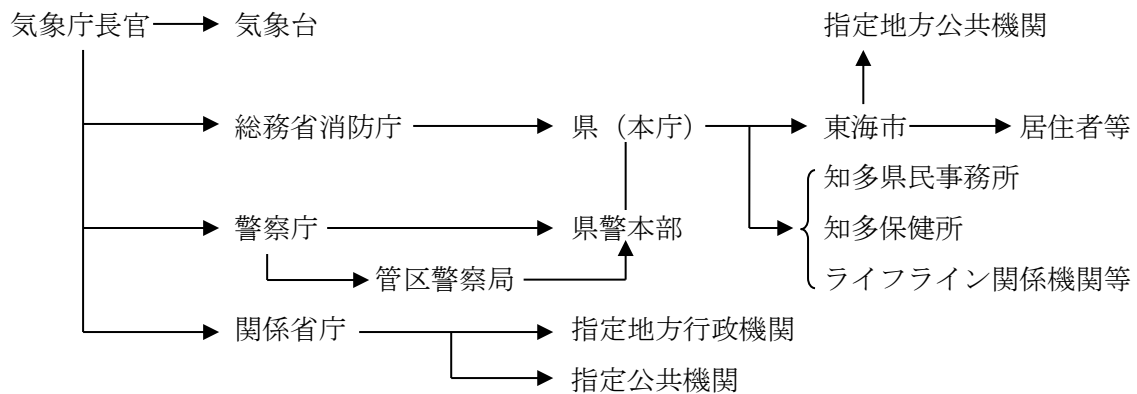 気象庁長官 気象台 指定地方公共機関
総務省消防庁 県（本庁） 東海市 居住者等
知多県民事務所
警察庁 県警本部 知多保健所
管区警察局 ライフライン関係機関等
関係省庁 指定地方行政機関
指定公共機関